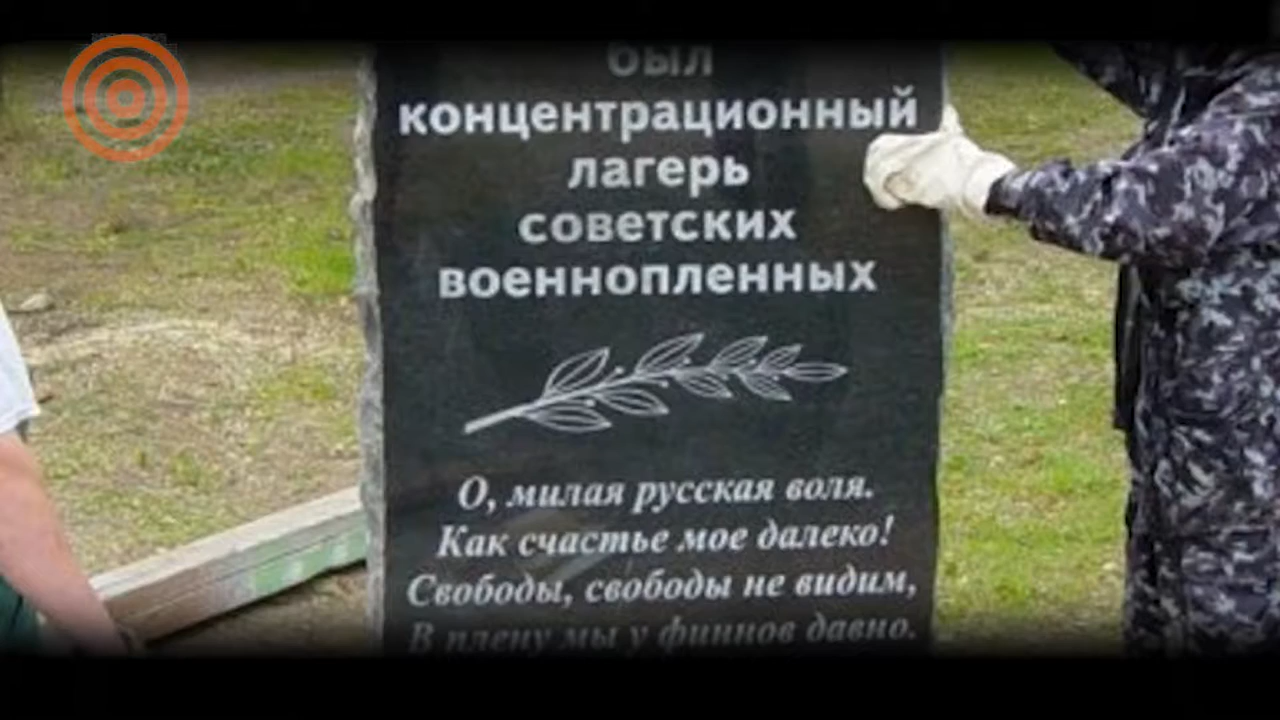 был
концентрационный
лагерь
советских
военнопленных
О, милая русская воля.
Как счастье мое далеко!
Свободы, свободы не видим,
В плену мы у финнов давно.